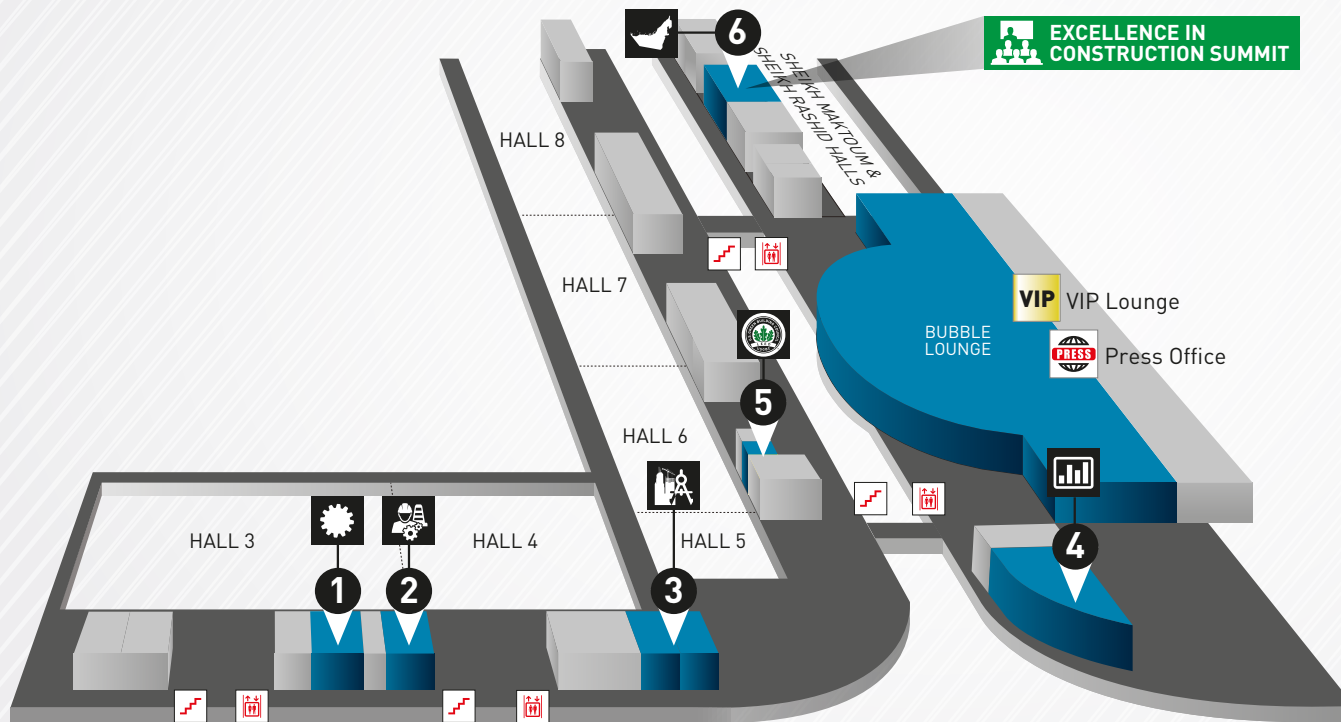 6
EXCELLENCE IN
CONSTRUCTION SUMMIT
SHEIKH MAKTOUM &
SHEIKH RASHID HALLS
HALL 8
HALL 7
VIP VIP Lounge
BUBBLE
LOUNGE
PRESS Press Office
5
HALL 6
HALL 3
HALL 4
HALL 5
4
1
2
3